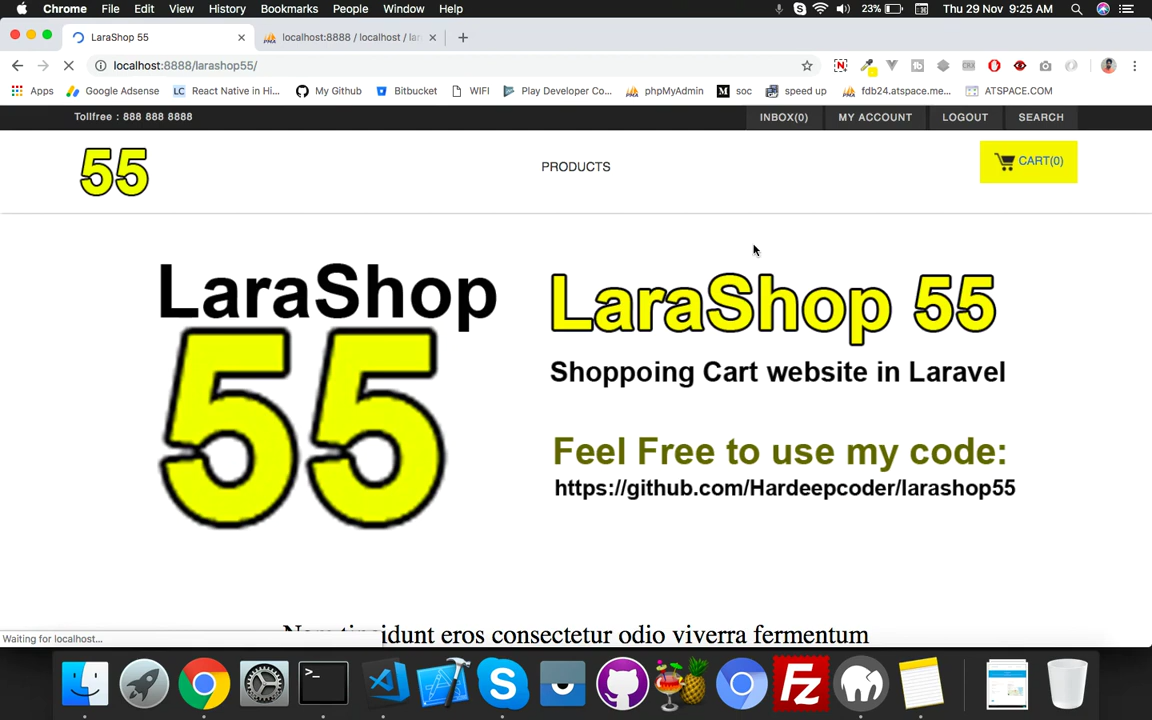 Chrome File Edit View History Bookmarks People Window Help 23% Thu 29 Nov 9:25 AM
LaraShop 55 localhost:8888 / localhost / lar
localhost:8888/larashop55/
Apps Google Adsense LC React Native in Hi... My Github Bitbucket WIFI Play Developer Co... phpMyAdmin M soc speed up fdb24.atspace.me... ATSPACE.COM
Tollfree : 888 888 8888 INBOX(0) MY ACCOUNT LOGOUT SEARCH
55 PRODUCTS CART(0)
LaraShop
55
LaraShop 55
Shoppoing Cart website in Laravel
Feel Free to use my code:
https://github.com/Hardeepcoder/larashop55
tincidunt eros consectetur odio viverra fermentum
Waiting for localhost...